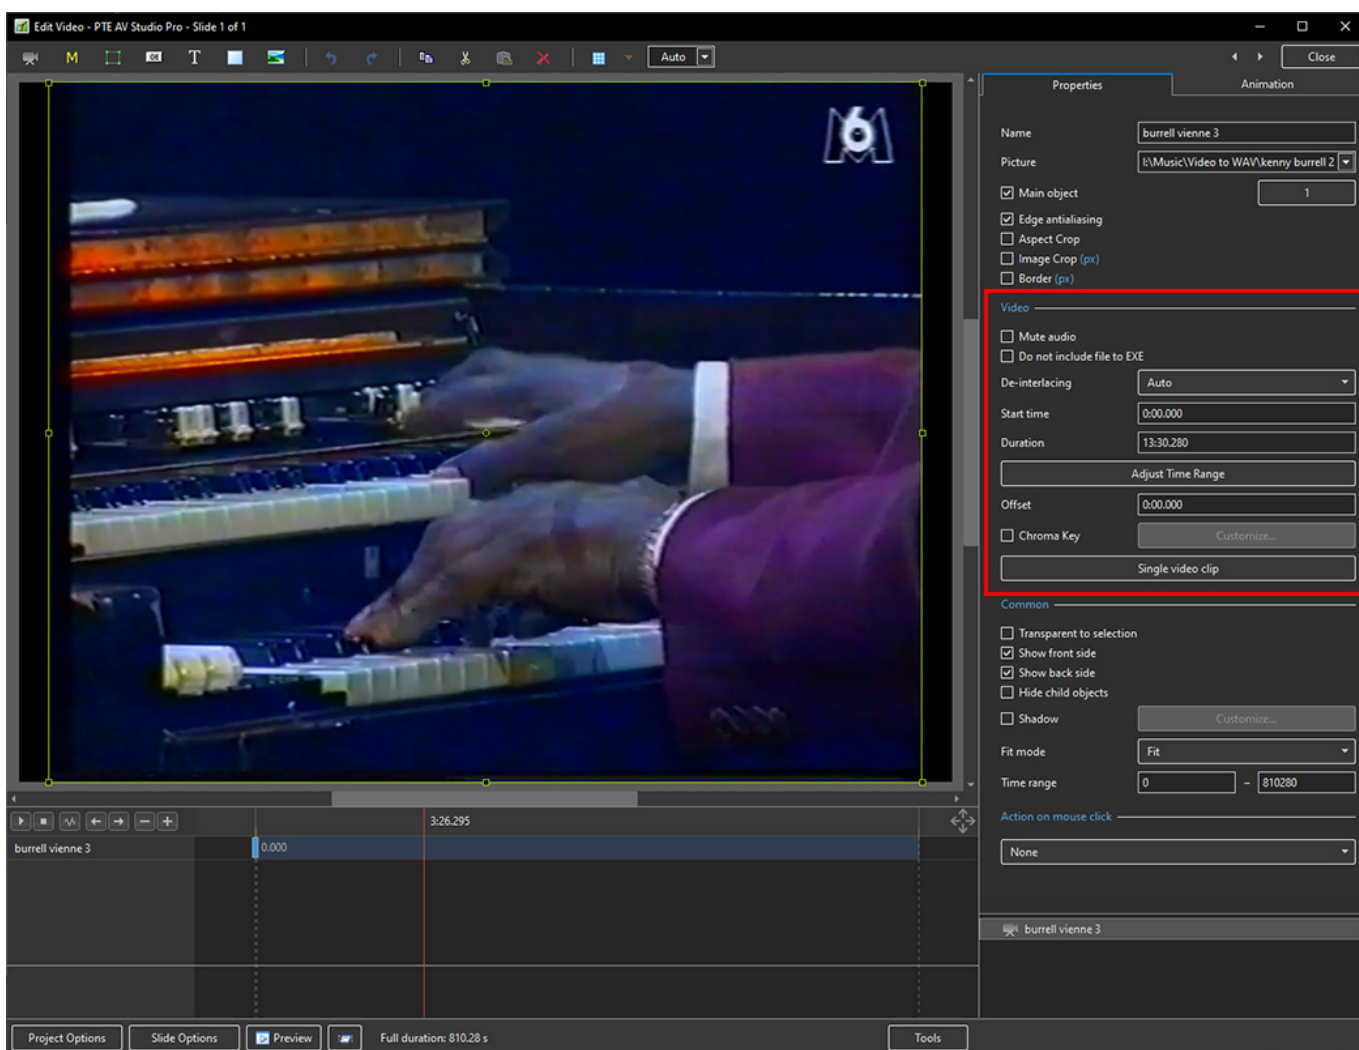 Edit Video - PTE AV Studio Pro - Slide 1 of 1
M
OK
T
Auto
Close
Properties
Animation
M6
Name
burrell vienne 3
Picture
I:\Music\Video to WAV\kenny burrell 2
Main object
1
Edge antialiasing
Aspect Crop
Image Crop (px)
Border (px)
Video
Mute audio
Do not include file to EXE
De-interlacing
Auto
Start time
0:00.000
Duration
13:30.280
Adjust Time Range
Offset
0:00.000
Chroma Key
Customize...
Single video clip
Common
Transparent to selection
Show front side
Show back side
Hide child objects
Shadow
Customize...
Fit mode
Fit
Time range
0
–
810280
Action on mouse click
None
3:26.295
burrell vienne 3
0.000
burrell vienne 3
Project Options
Slide Options
Preview
Full duration: 810.28 s
Tools